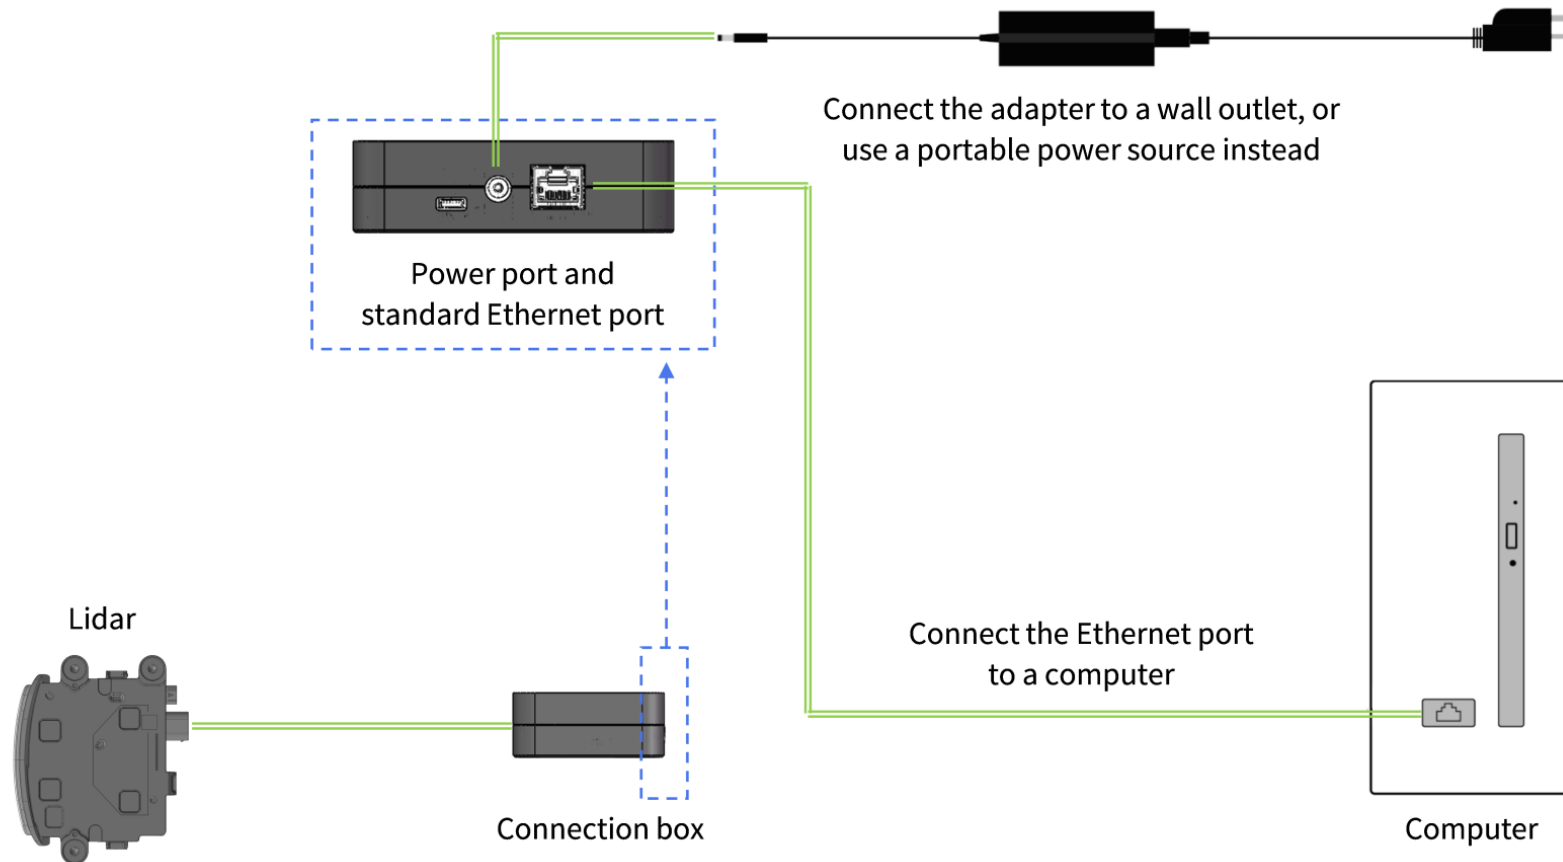 Connect the adapter to a wall outlet, or
use a portable power source instead
Power port and
standard Ethernet port
Lidar
Connect the Ethernet port
to a computer
Connection box
Computer